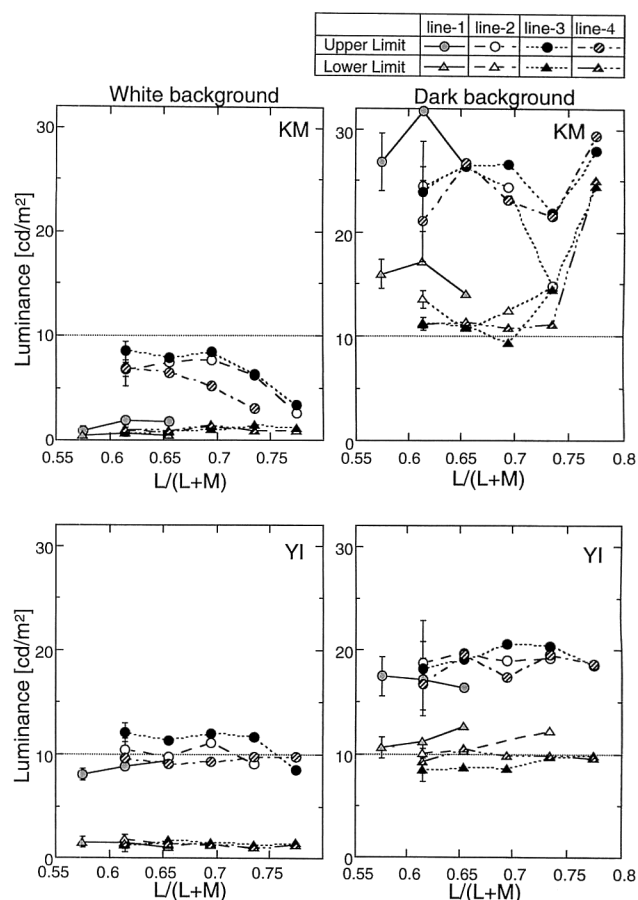 line-1 line-2 line-3 line-4
Upper Limit
Lower Limit
White background
Dark background
KM
KM
30
30
20
20
10
10
0
0
Luminance [cd/m²]
0.55 0.6 0.65 0.7 0.75
0.55 0.6 0.65 0.7 0.75 0.8
L/(L+M)
L/(L+M)
YI
YI
30
30
20
20
10
10
0
0
Luminance [cd/m²]
0.55 0.6 0.65 0.7 0.75
0.55 0.6 0.65 0.7 0.75 0.8
L/(L+M)
L/(L+M)